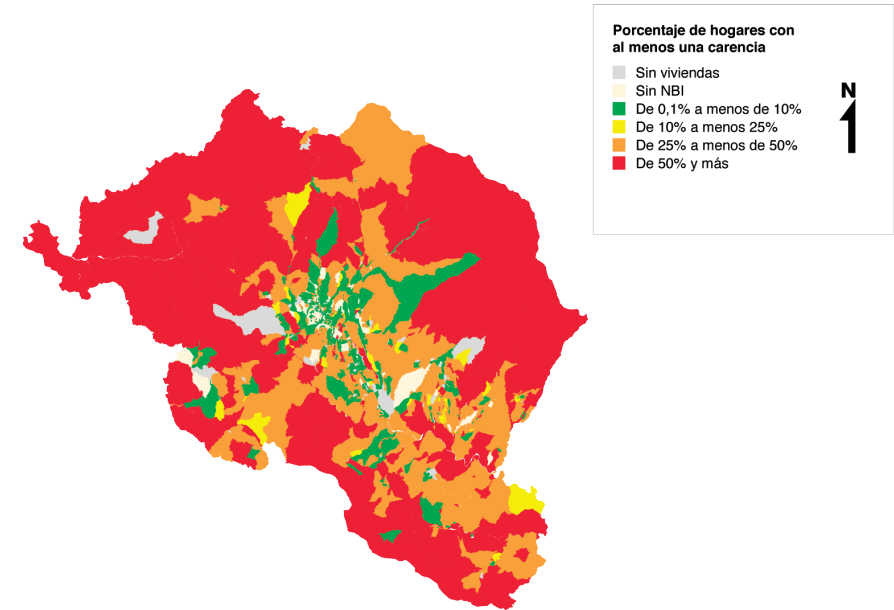 Porcentaje de hogares con
al menos una carencia
Sin viviendas
Sin NBI
De 0,1% a menos de 10%
De 10% a menos 25%
De 25% a menos de 50%
De 50% y más
N